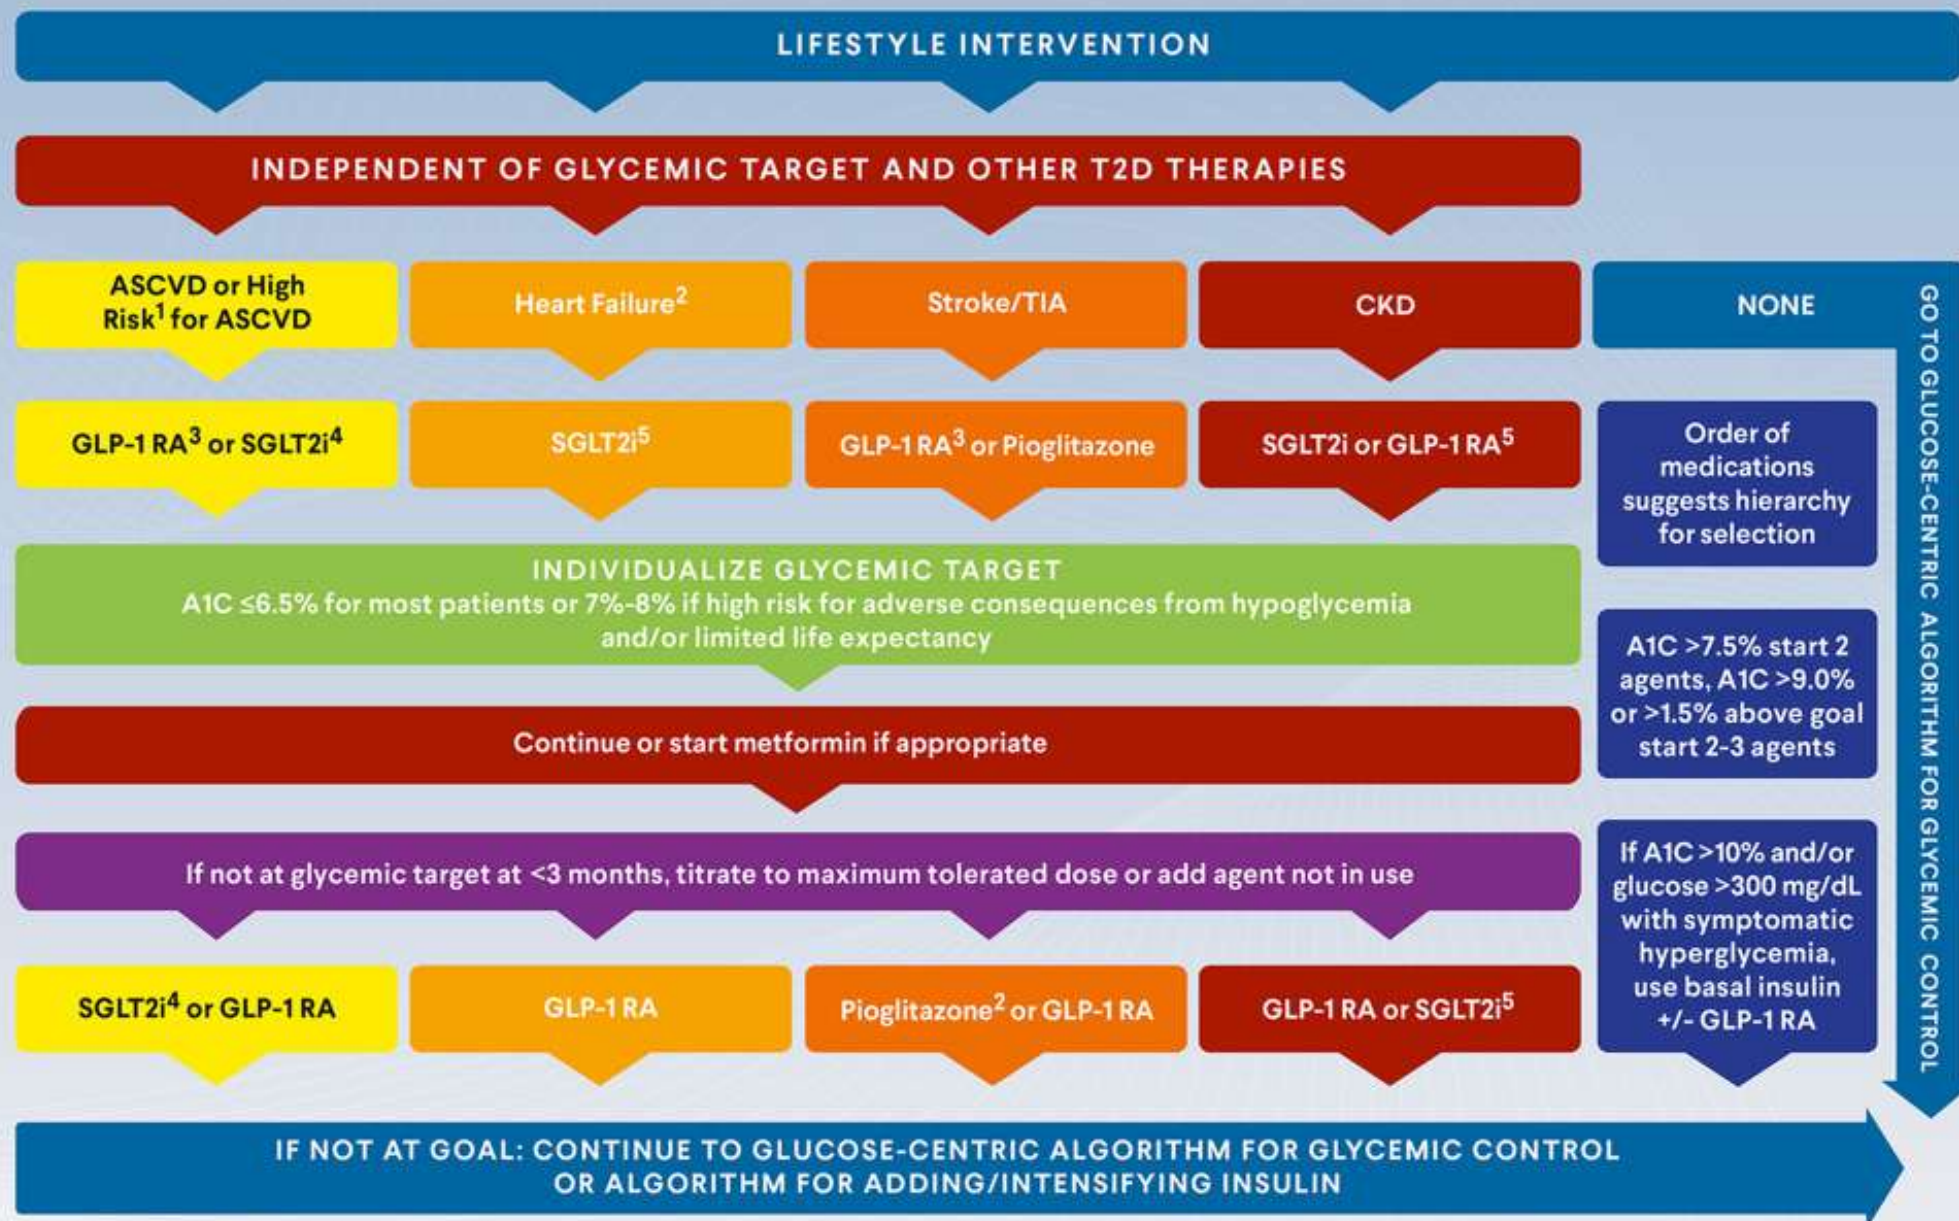 LIFESTYLE INTERVENTION
INDEPENDENT OF GLYCEMIC TARGET AND OTHER T2D THERAPIES
ASCVD or High
Risk¹ for ASCVD
Heart Failure²
Stroke/TIA
CKD
NONE
GLP-1 RA³ or SGLT2i⁴
SGLT2i⁵
GLP-1 RA³ or Pioglitazone
SGLT2i or GLP-1 RA⁵
Order of
medications
suggests hierarchy
for selection
INDIVIDUALIZE GLYCEMIC TARGET
A1C ≤6.5% for most patients or 7%-8% if high risk for adverse consequences from hypoglycemia
and/or limited life expectancy
A1C >7.5% start 2
agents, A1C >9.0%
or >1.5% above goal
start 2-3 agents
Continue or start metformin if appropriate
If not at glycemic target at <3 months, titrate to maximum tolerated dose or add agent not in use
If A1C >10% and/or
glucose >300 mg/dL
with symptomatic
hyperglycemia,
use basal insulin
+/- GLP-1 RA
SGLT2i⁴ or GLP-1 RA
GLP-1 RA
Pioglitazone² or GLP-1 RA
GLP-1 RA or SGLT2i⁵
GO TO GLUCOSE-CENTRIC ALGORITHM FOR GLYCEMIC CONTROL
IF NOT AT GOAL: CONTINUE TO GLUCOSE-CENTRIC ALGORITHM FOR GLYCEMIC CONTROL
OR ALGORITHM FOR ADDING/INTENSIFYING INSULIN